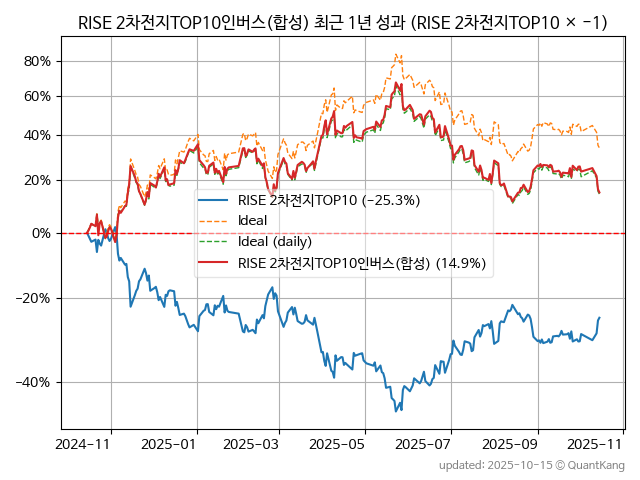 RISE 2차전지TOP10인버스(합성) 최근 1년 성과 (RISE 2차전지TOP10 × −1)
80%
60%
40%
20%
0%
−20%
−40%
RISE 2차전지TOP10 (−25.3%)
Ideal
Ideal (daily)
RISE 2차전지TOP10인버스(합성) (14.9%)
2024-11 2025-01 2025-03 2025-05 2025-07 2025-09 2025-11
updated: 2025-10-15 © QuantKang